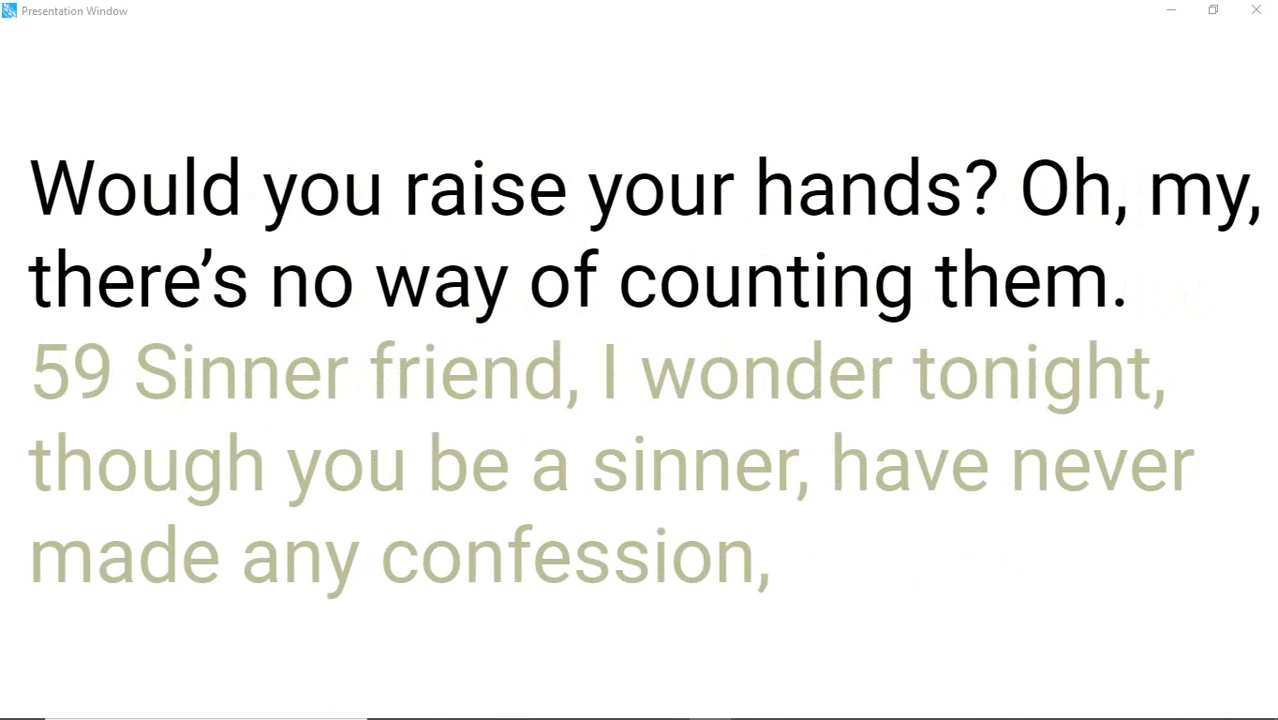 Presentation Window
Would you raise your hands? Oh, my,
there’s no way of counting them.
59 Sinner friend, I wonder tonight,
though you be a sinner, have never
made any confession,